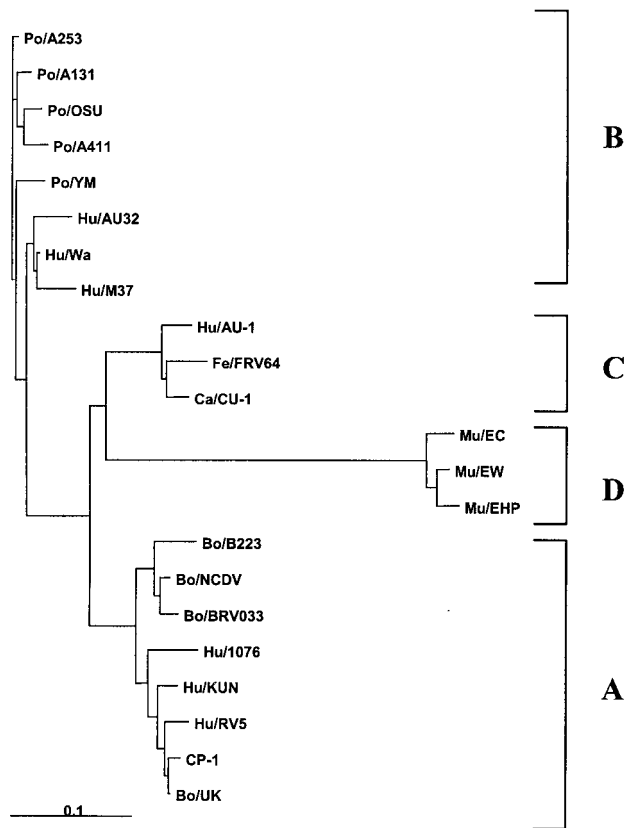 Po/A253
Po/A131
Po/OSU
B
Po/A411
Po/YM
Hu/AU32
Hu/Wa
Hu/M37
Hu/AU-1
Fe/FRV64
C
Ca/CU-1
Mu/EC
Mu/EW
D
Mu/EHP
Bo/B223
Bo/NCDV
Bo/BRV033
Hu/1076
Hu/KUN
A
Hu/RV5
CP-1
Bo/UK
0.1